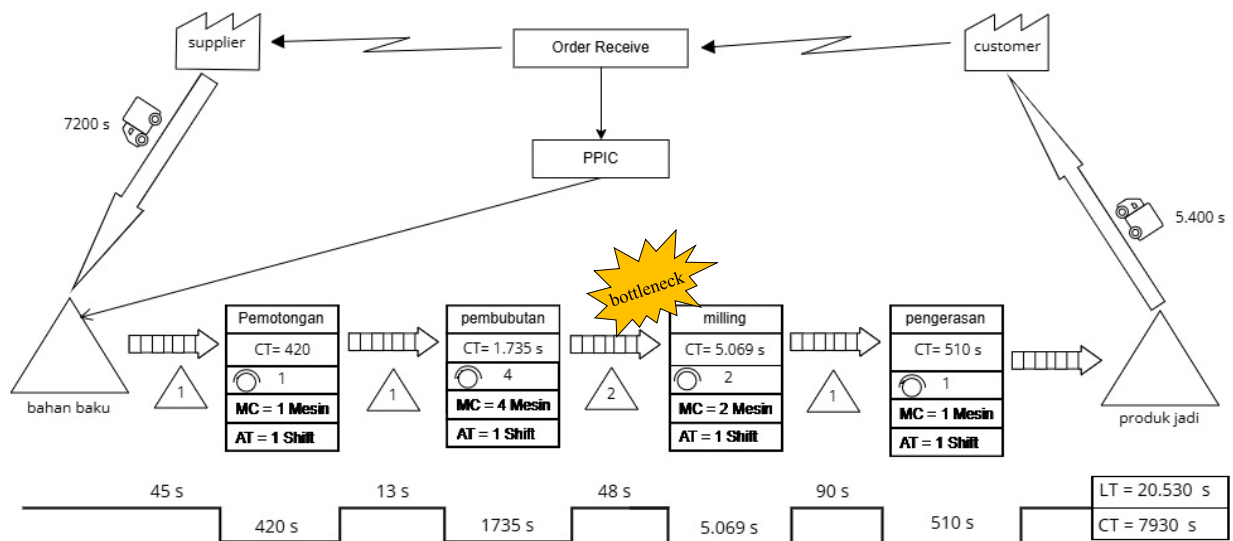 supplier
Order Receive
customer
7200 s
PPIC
5.400 s
bottleneck
Pemotongan
CT= 420
1
MC = 1 Mesin
AT = 1 Shift
pembubutan
CT= 1.735 s
4
MC = 4 Mesin
AT = 1 Shift
milling
CT= 5.069 s
2
MC = 2 Mesin
AT = 1 Shift
pengerasan
CT= 510 s
1
MC = 1 Mesin
AT = 1 Shift
1
1
2
1
bahan baku
produk jadi
45 s
13 s
48 s
90 s
420 s
1735 s
5.069 s
510 s
LT = 20.530 s
CT = 7930 s